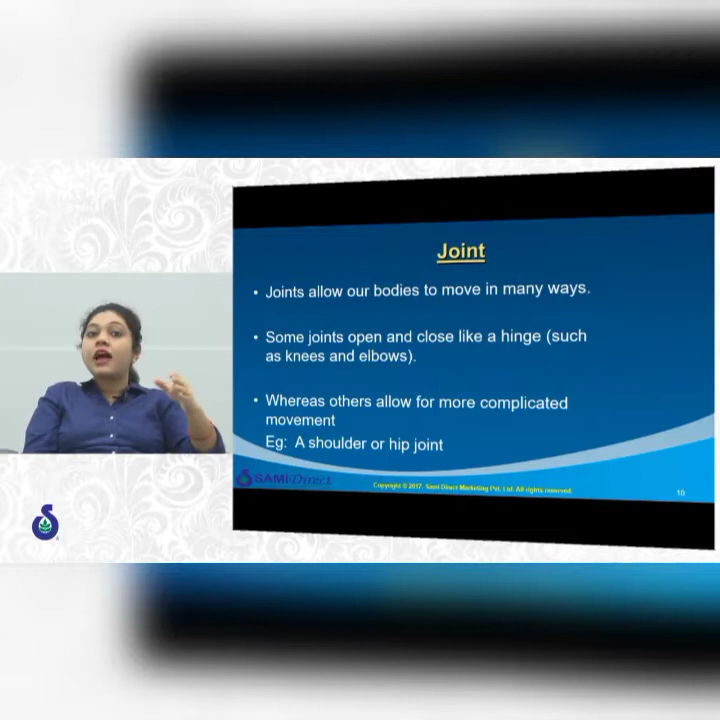 Joint
• Joints allow our bodies to move in many ways.
• Some joints open and close like a hinge (such
as knees and elbows).
• Whereas others allow for more complicated
movement
Eg: A shoulder or hip joint
SAMI Direct
Copyright © 2017. Sami Direct Marketing Pvt. Ltd. All rights reserved.
10